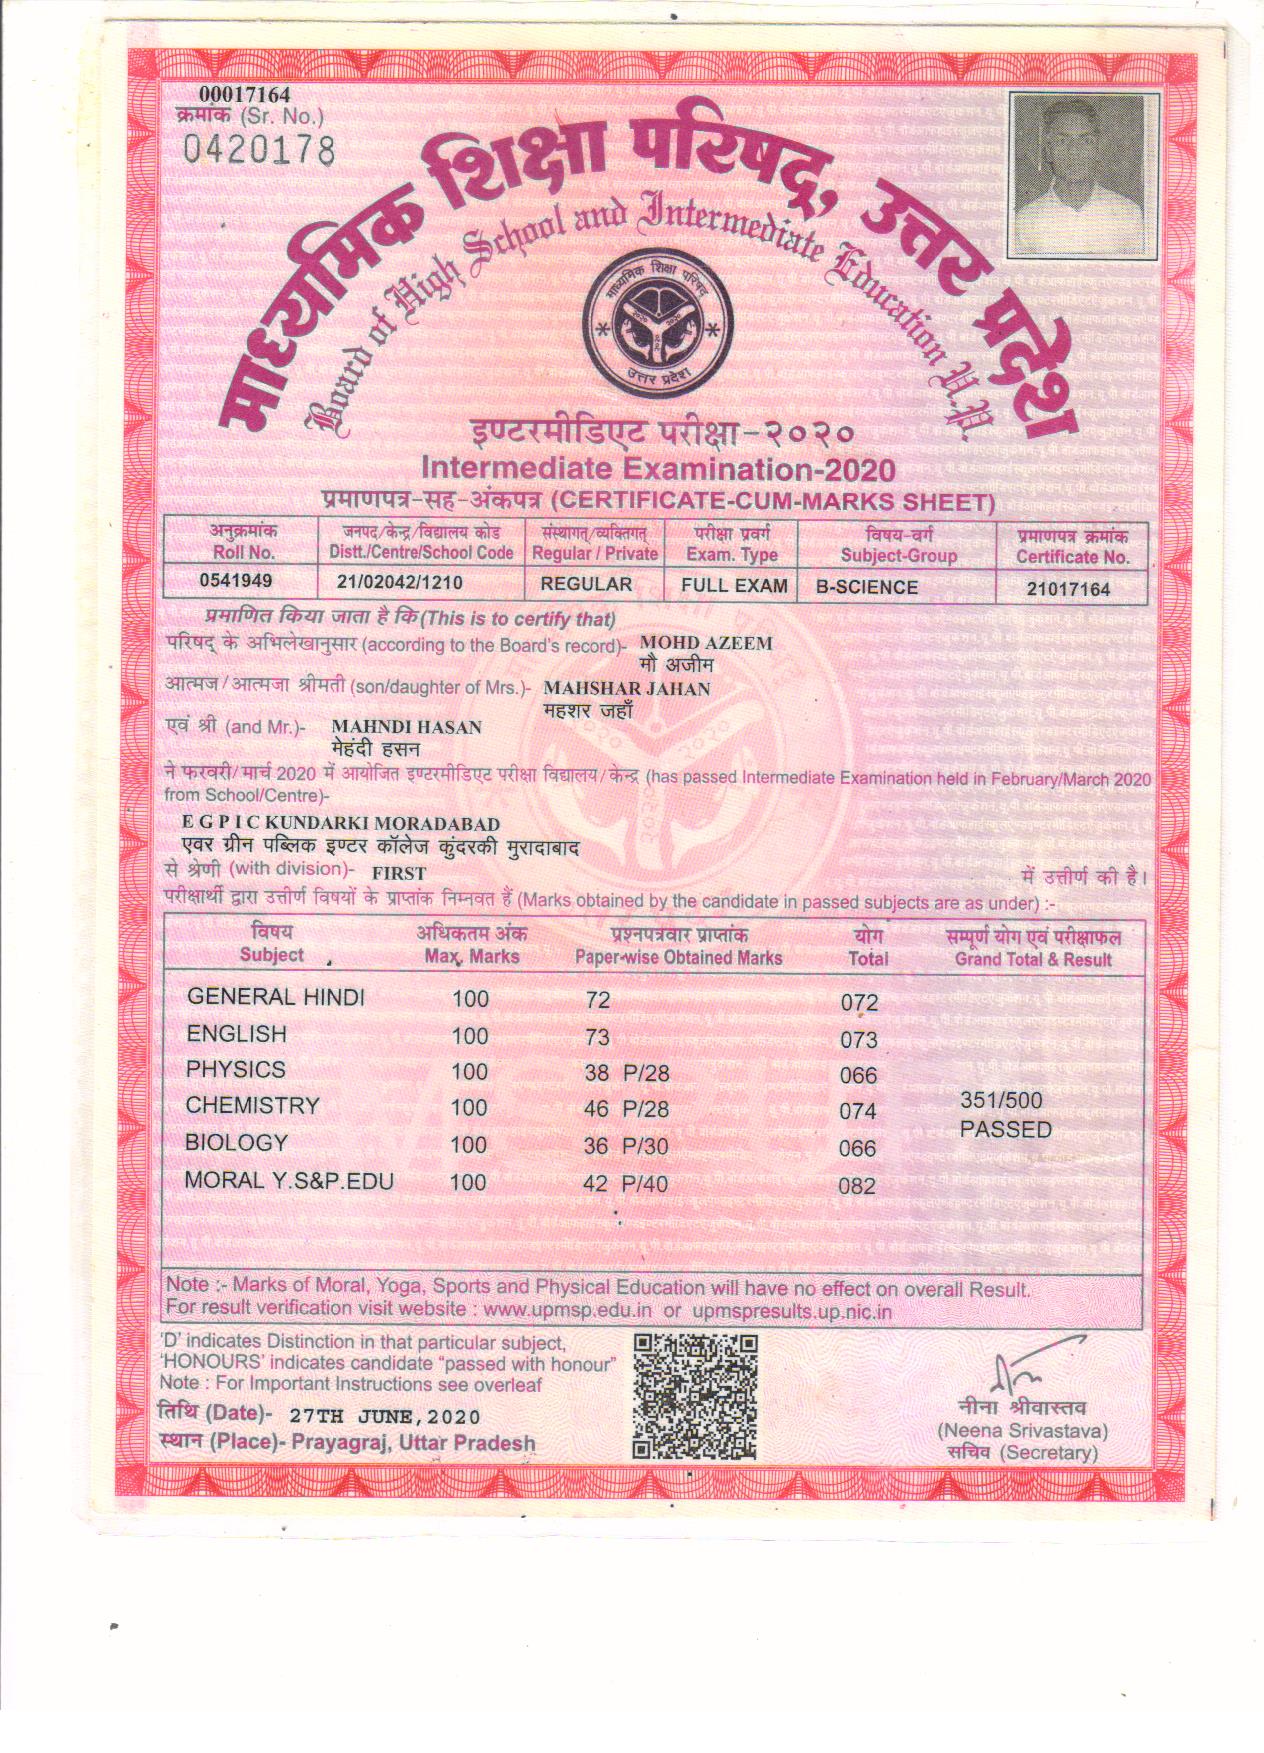 00017164
क्रमांक (Sr. No.)
0420178
माध्यमिक शिक्षा परिषद्, उत्तर प्रदेश
Board of High School and Intermediate Education U.P.
माध्यमिक शिक्षा परिषद्
उत्तर प्रदेश
इण्टरमीडिएट परीक्षा-२०२०
Intermediate Examination-2020
प्रमाणपत्र-सह-अंकपत्र (CERTIFICATE-CUM-MARKS SHEET)
अनुक्रमांक जनपद/केन्द्र/विद्यालय कोड संस्थागत्/व्यक्तिगत् परीक्षा प्रवर्ग विषय-वर्ग प्रमाणपत्र क्रमांक
Roll No. Distt./Centre/School Code Regular / Private Exam. Type Subject-Group Certificate No.
0541949 21/02042/1210 REGULAR FULL EXAM B-SCIENCE 21017164
प्रमाणित किया जाता है कि (This is to certify that)
परिषद् के अभिलेखानुसार (according to the Board's record)- MOHD AZEEM
मौ अजीम
आत्मज/आत्मजा श्रीमती (son/daughter of Mrs.)- MAHSHAR JAHAN
महशर जहाँ
एवं श्री (and Mr.)- MAHNDI HASAN
मेहंदी हसन
ने फरवरी/मार्च 2020 में आयोजित इण्टरमीडिएट परीक्षा विद्यालय/केन्द्र (has passed Intermediate Examination held in February/March 2020
from School/Centre)-
E G P I C KUNDARKI MORADABAD
एवर ग्रीन पब्लिक इण्टर कॉलेज कुंदरकी मुरादाबाद
से श्रेणी (with division)- FIRST में उत्तीर्ण की है।
परीक्षार्थी द्वारा उत्तीर्ण विषयों के प्राप्तांक निम्नवत हैं (Marks obtained by the candidate in passed subjects are as under) :-
विषय अधिकतम अंक प्रश्नपत्रवार प्राप्तांक योग सम्पूर्ण योग एवं परीक्षाफल
Subject Max. Marks Paper-wise Obtained Marks Total Grand Total & Result
GENERAL HINDI 100 72 072
ENGLISH 100 73 073
PHYSICS 100 38 P/28 066
CHEMISTRY 100 46 P/28 074 351/500
BIOLOGY 100 36 P/30 066 PASSED
MORAL Y.S&P.EDU 100 42 P/40 082
Note :- Marks of Moral, Yoga, Sports and Physical Education will have no effect on overall Result.
For result verification visit website : www.upmsp.edu.in or upmspresults.up.nic.in
'D' indicates Distinction in that particular subject,
'HONOURS' indicates candidate "passed with honour"
Note : For Important Instructions see overleaf
तिथि (Date)- 27TH JUNE,2020
स्थान (Place)- Prayagraj, Uttar Pradesh
नीना श्रीवास्तव
(Neena Srivastava)
सचिव (Secretary)